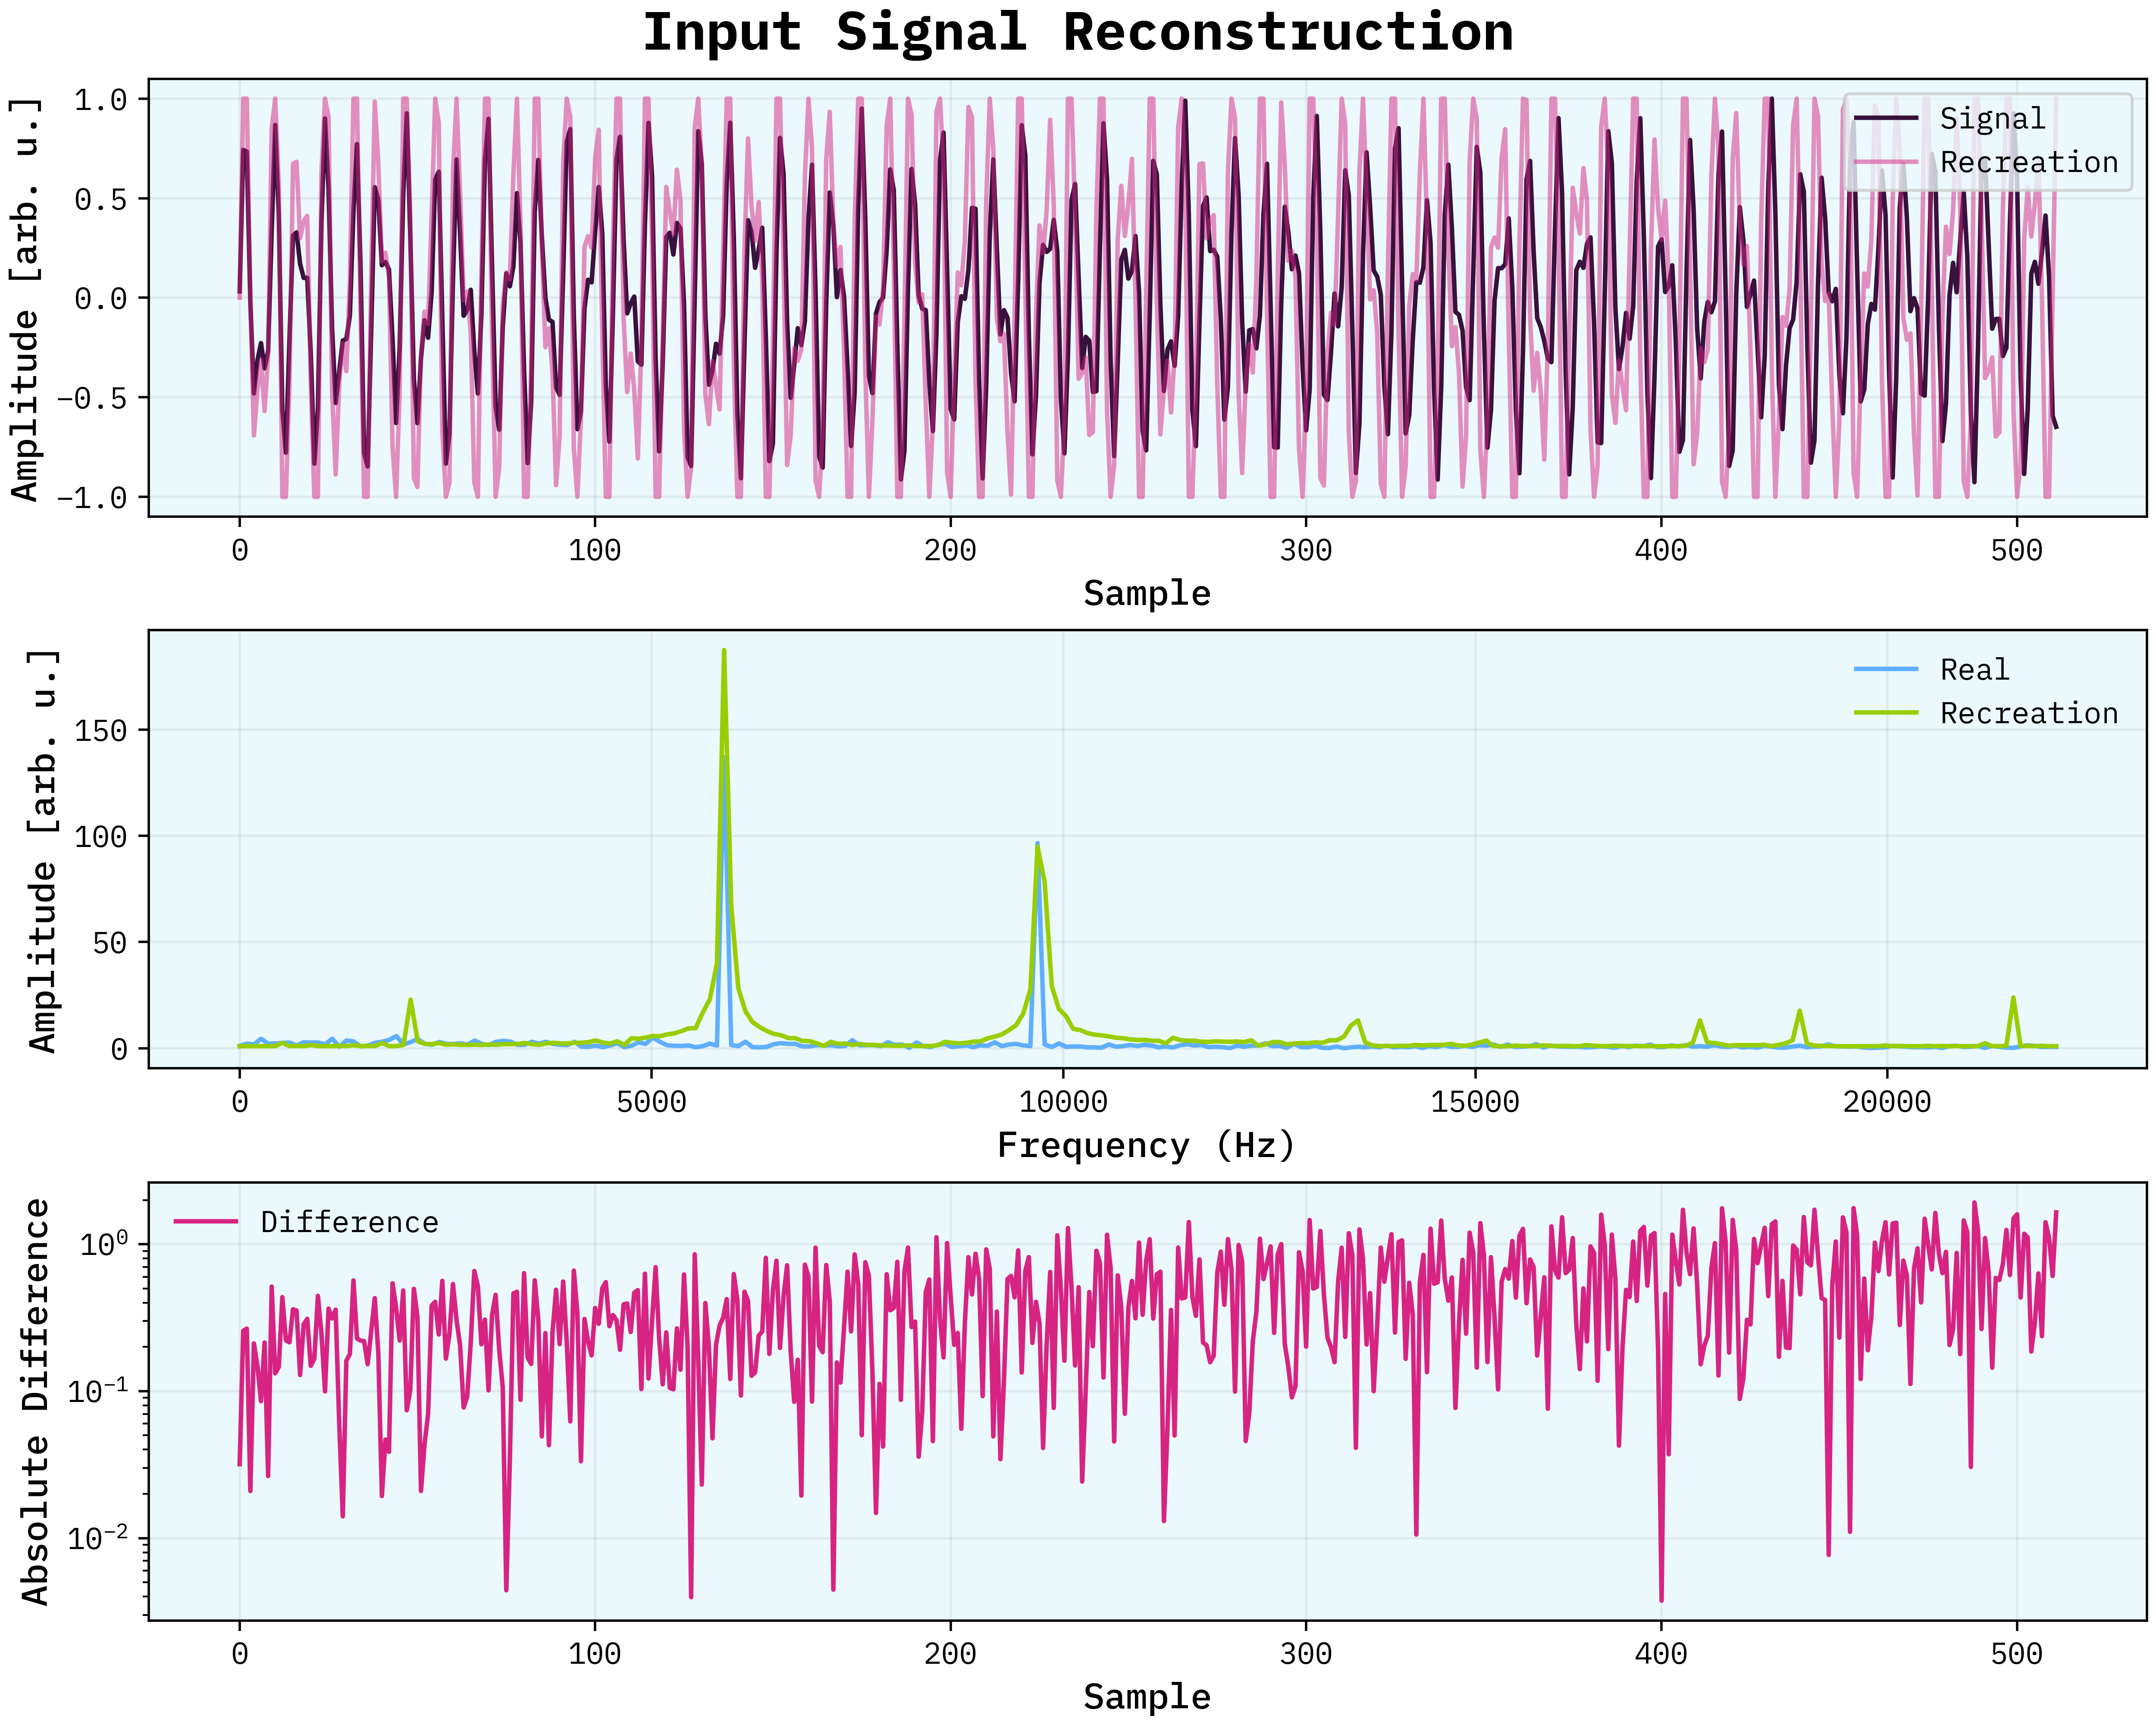 Input Signal Reconstruction
Amplitude [arb. u.]
1.0
0.5
0.0
−0.5
−1.0
Signal
Recreation
0 100 200 300 400 500
Sample
Amplitude [arb. u.]
150
100
50
0
Real
Recreation
0 5000 10000 15000 20000
Frequency (Hz)
Absolute Difference
10⁰
10⁻¹
10⁻²
Difference
0 100 200 300 400 500
Sample